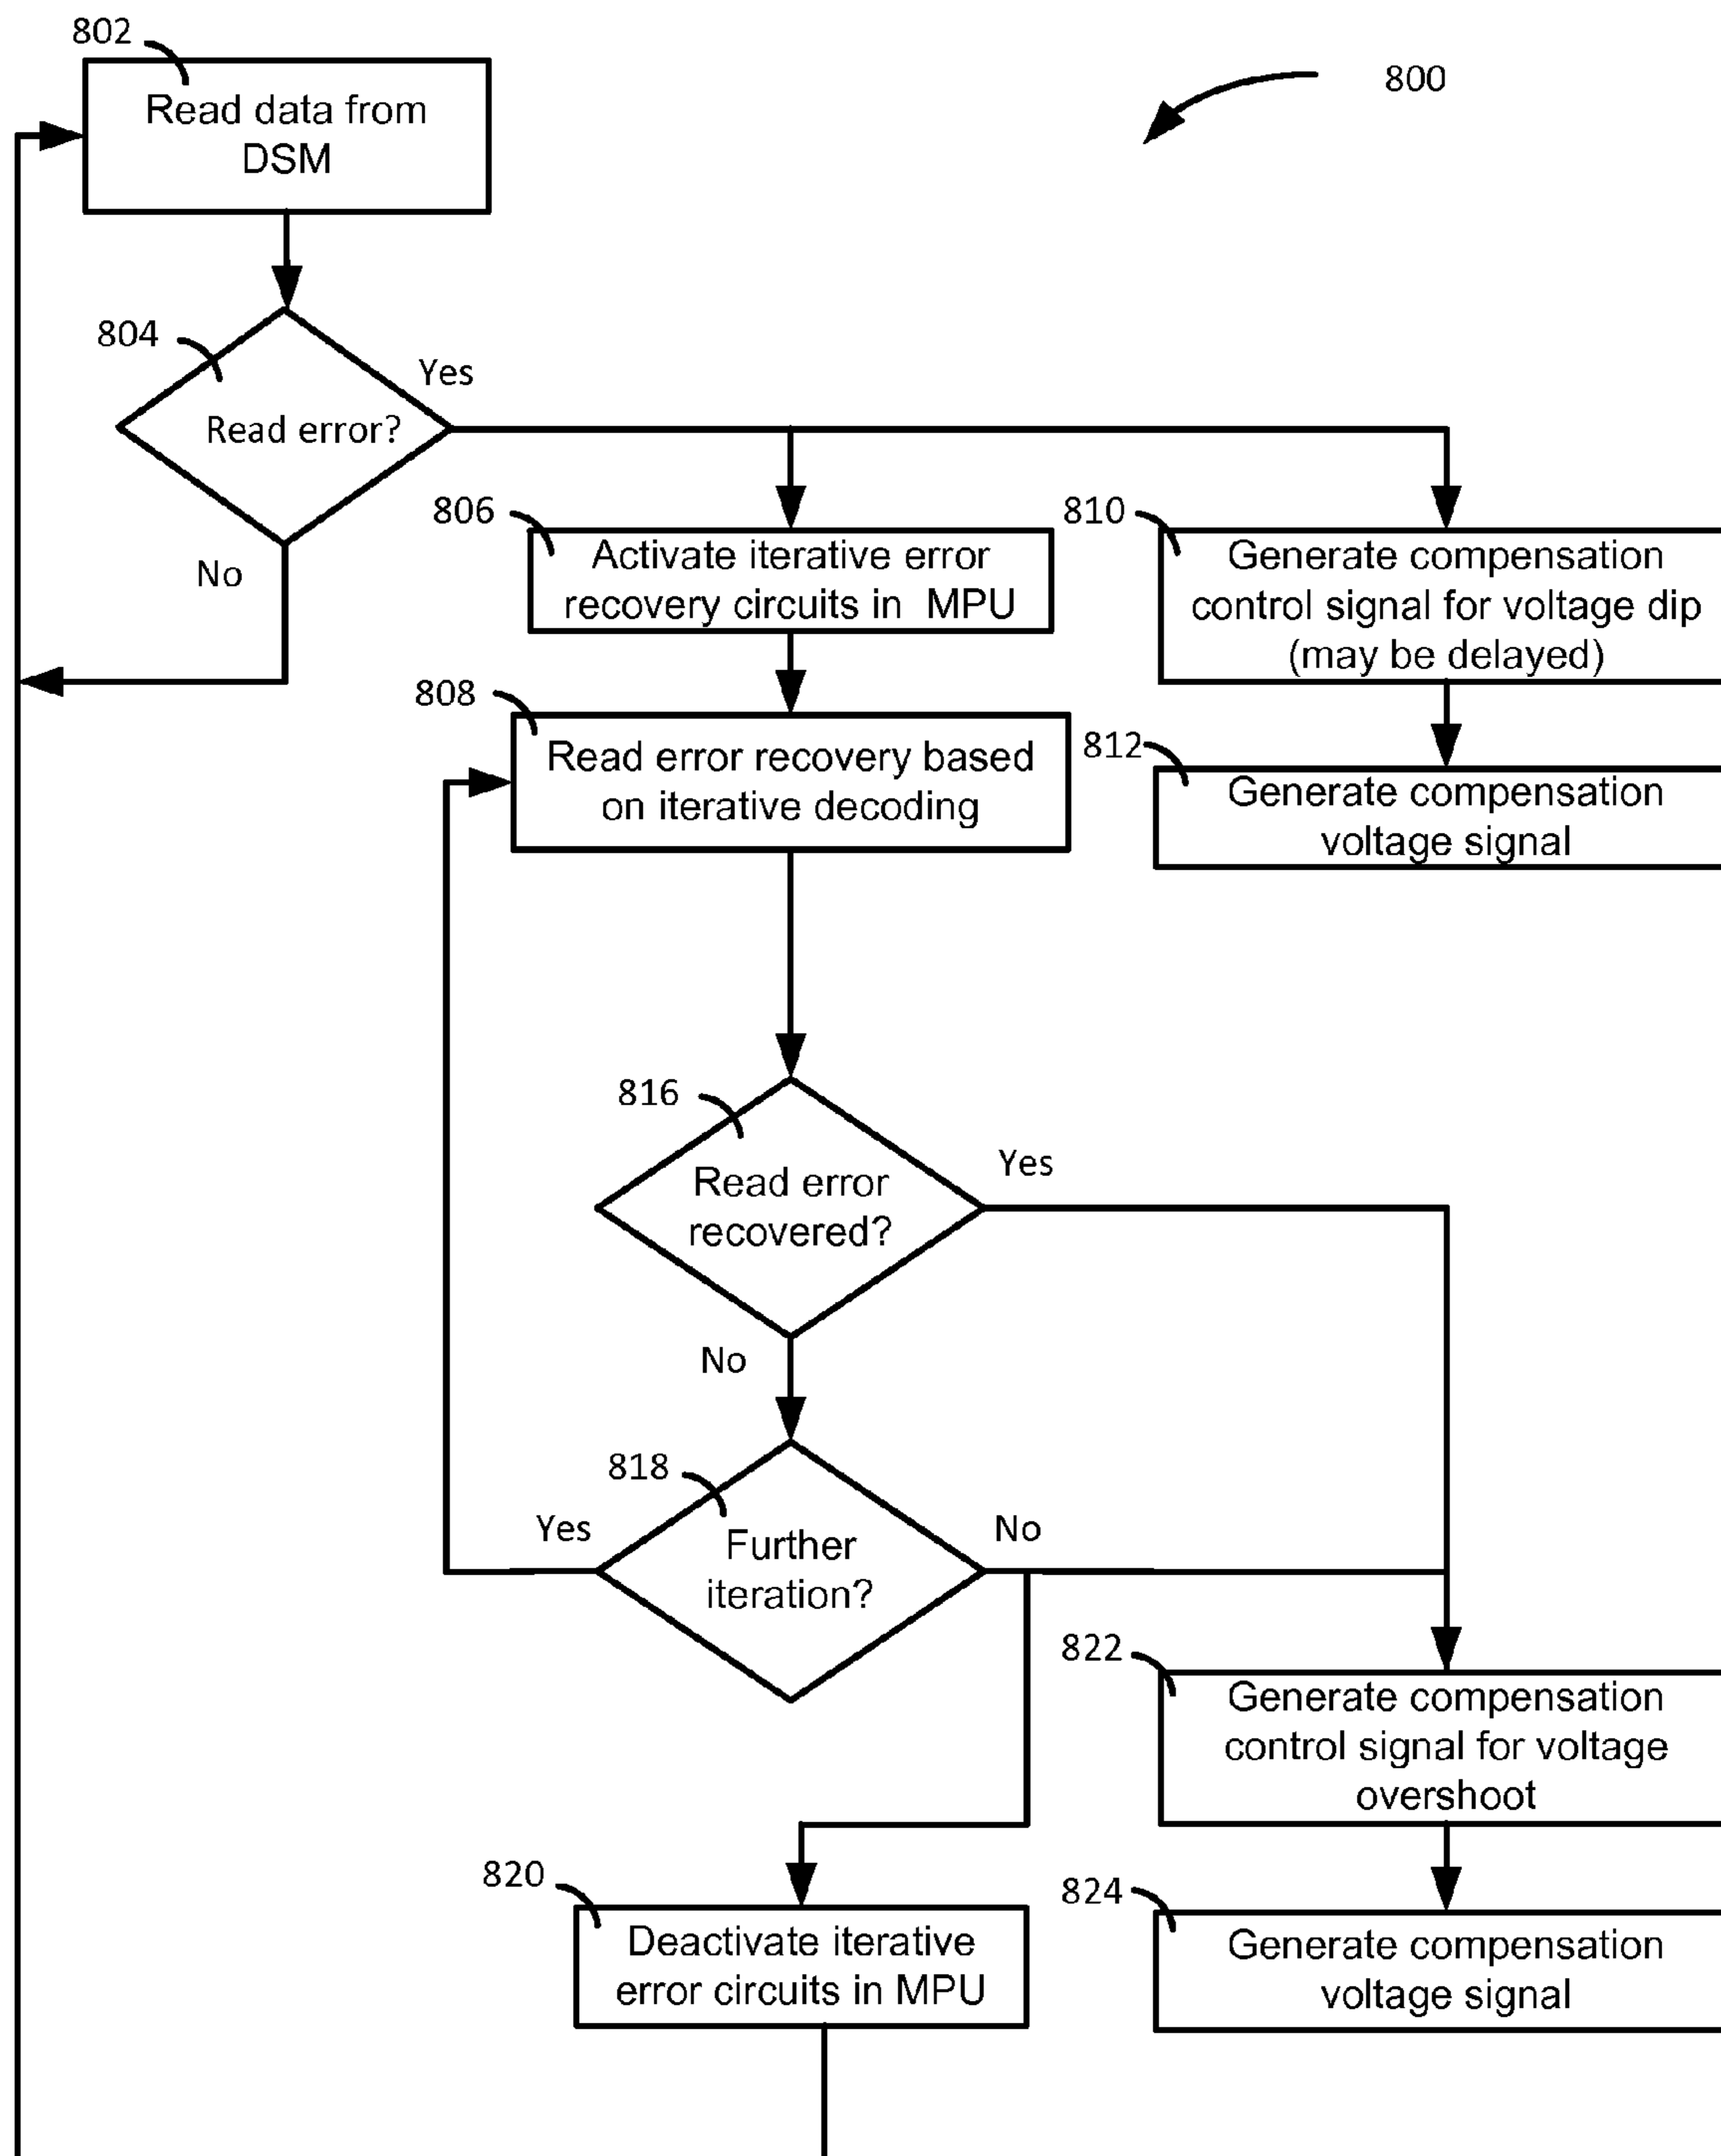 802
800
Read data from
DSM
804
Yes
Read error?
No
806
810
Activate iterative error
recovery circuits in MPU
Generate compensation
control signal for voltage dip
(may be delayed)
808
812
Read error recovery based
on iterative decoding
Generate compensation
voltage signal
816
Yes
Read error
recovered?
No
818
Yes
No
Further
iteration?
822
Generate compensation
control signal for voltage
overshoot
820
824
Deactivate iterative
error circuits in MPU
Generate compensation
voltage signal